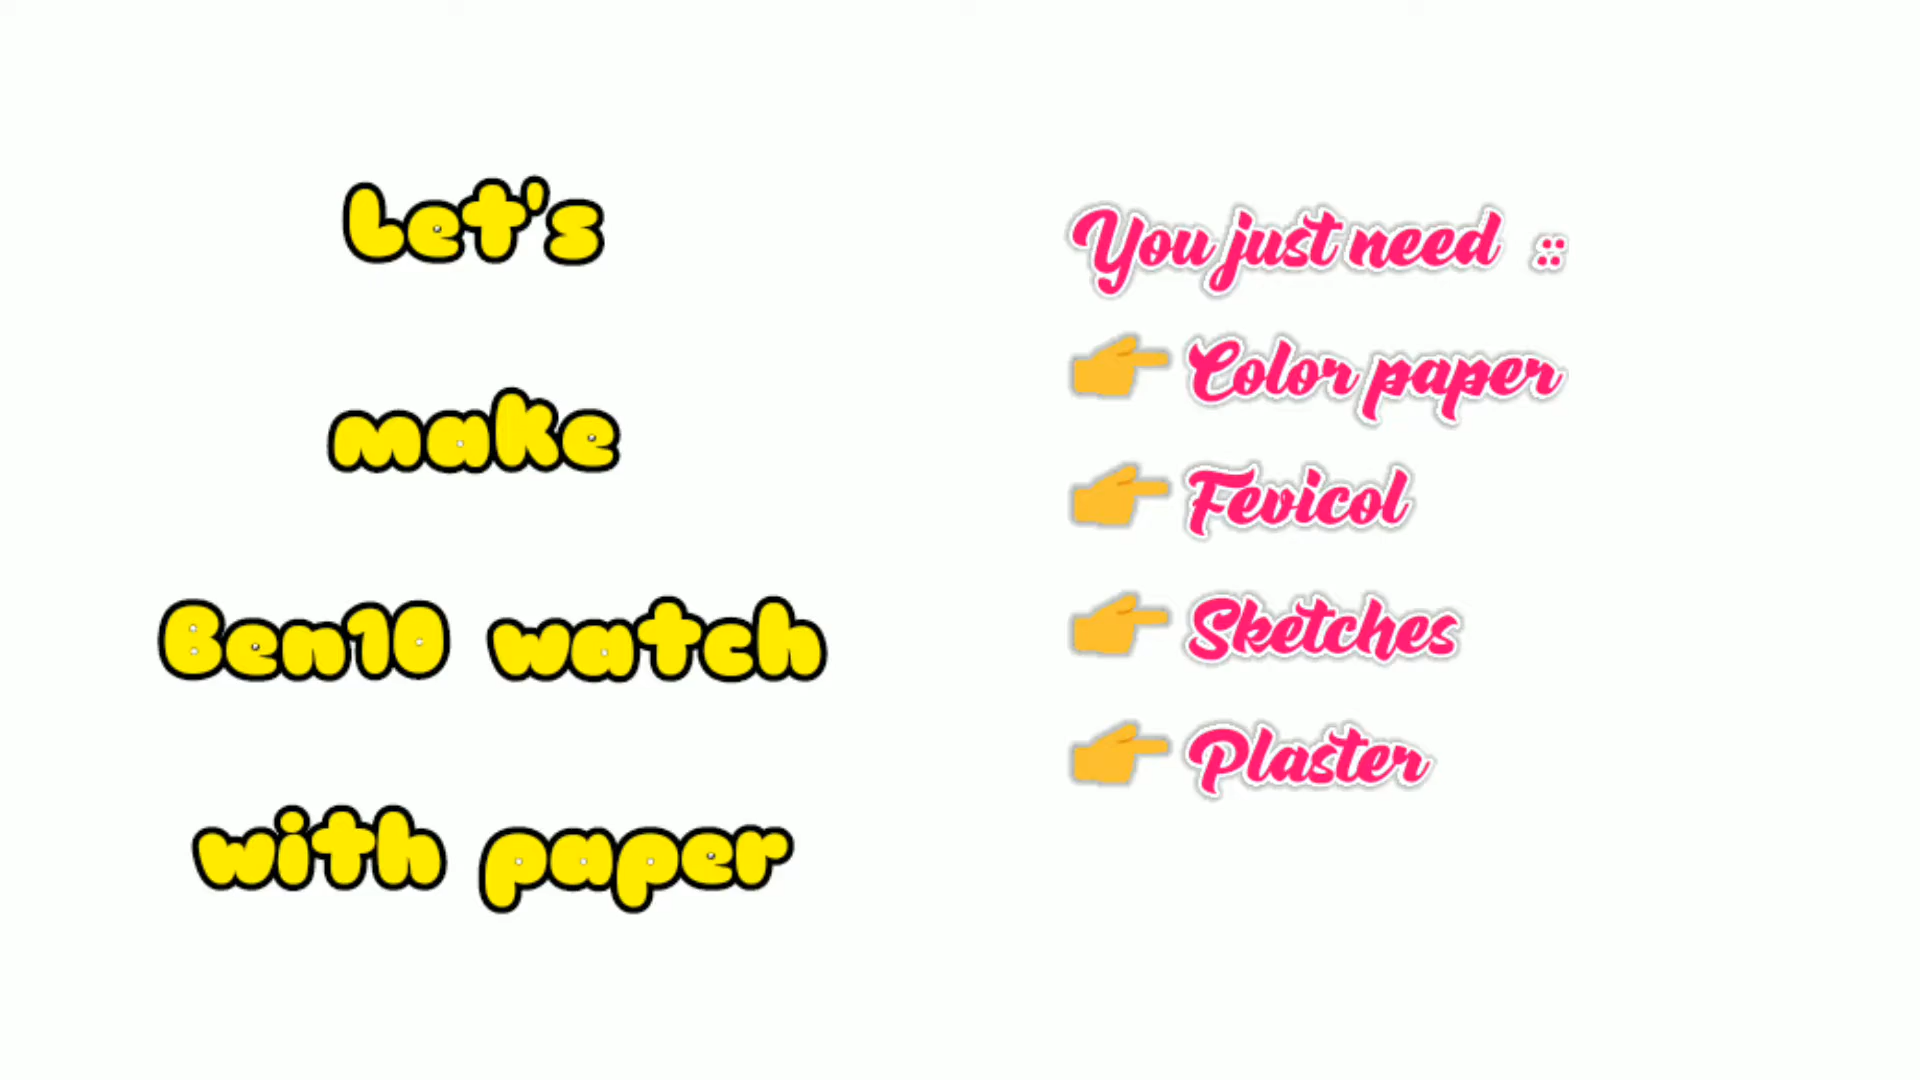 Let's
make
Ben10 watch
with paper
You just need ::
👉 Color paper
👉 Fevicol
👉 Sketches
👉 Plaster